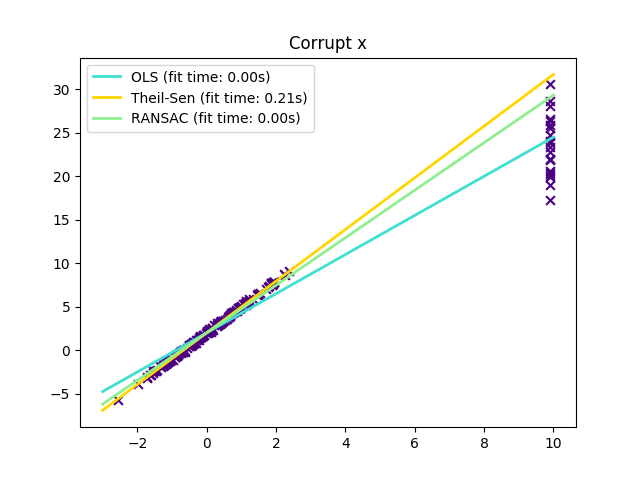 Corrupt x
OLS (fit time: 0.00s)
Theil-Sen (fit time: 0.21s)
RANSAC (fit time: 0.00s)
30
25
20
15
10
5
0
−5
−2 0 2 4 6 8 10